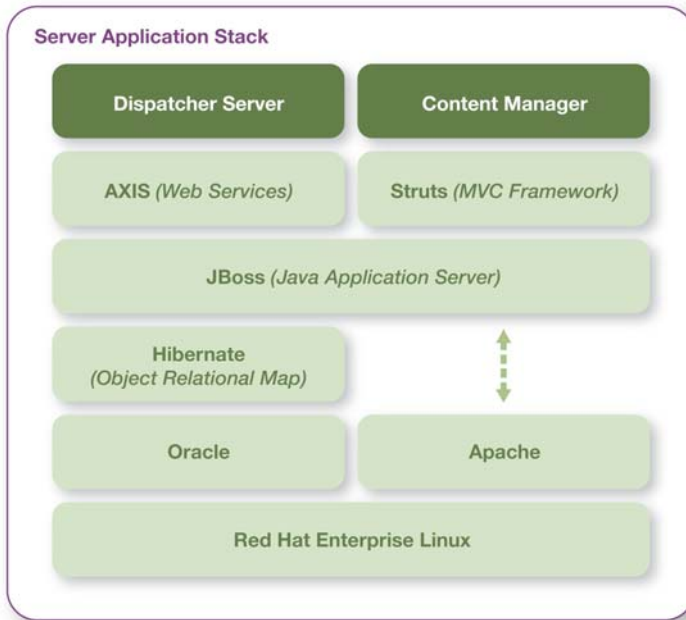 Server Application Stack
Dispatcher Server
Content Manager
AXIS (Web Services)
Struts (MVC Framework)
JBoss (Java Application Server)
Hibernate
(Object Relational Map)
Oracle
Apache
Red Hat Enterprise Linux